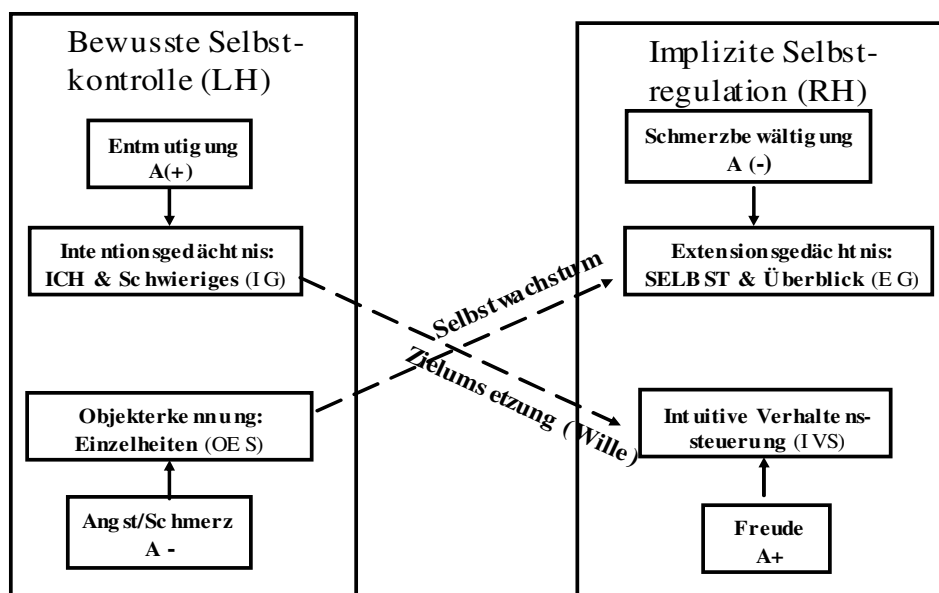 Bewusste Selbst-
kontrolle (LH)
Entmutigung
A(+)
Intentionsgedächtnis:
ICH & Schwieriges (IG)
Objekterkennung:
Einzelheiten (OES)
Angst/Schmerz
A -
Selbstwachstum
Zielumsetzung (Wille)
Implizite Selbst-
regulation (RH)
Schmerzbewältigung
A (-)
Extensionsgedächtnis:
SELBST & Überblick (EG)
Intuitive Verhaltens-
ssteuerung (IVS)
Freude
A+